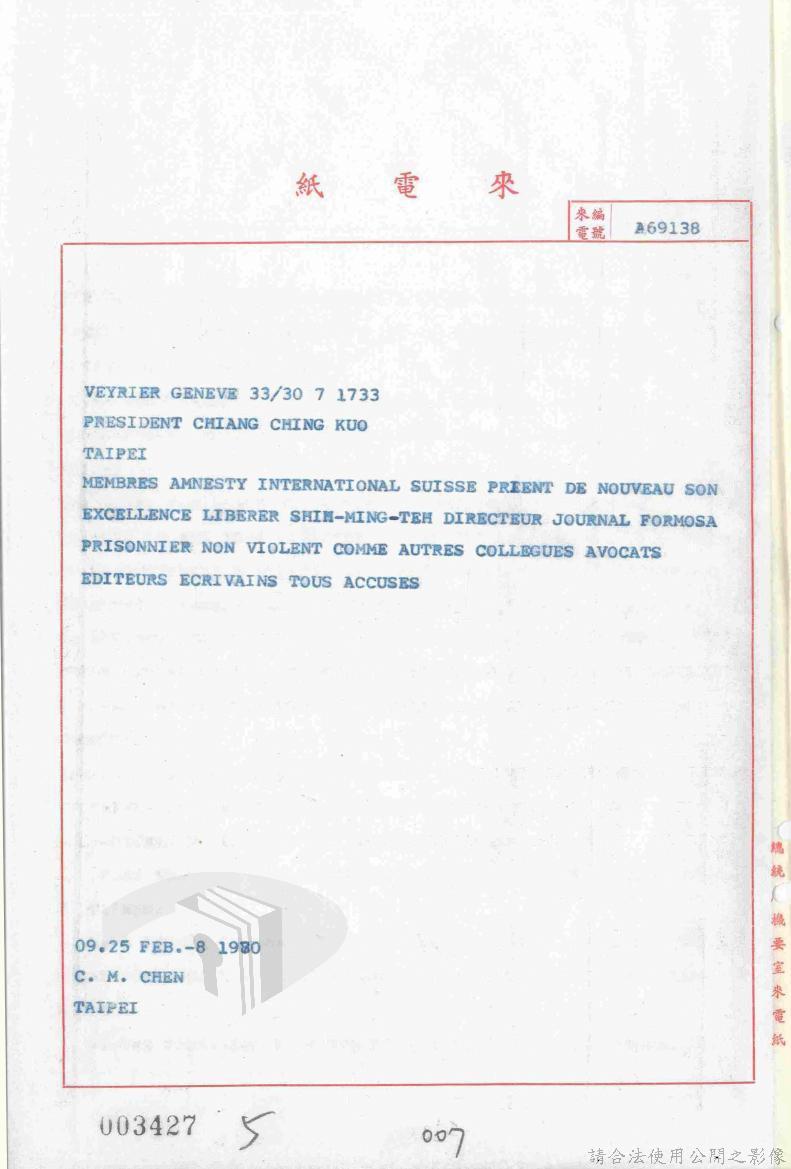 來電紙
來電
編號
A69138
VEYRIER GENEVE 33/30 7 1733
PRESIDENT CHIANG CHING KUO
TAIPEI
MEMBRES AMNESTY INTERNATIONAL SUISSE PRIENT DE NOUVEAU SON
EXCELLENCE LIBERER SHIH-MING-TEH DIRECTEUR JOURNAL FORMOSA
PRISONNIER NON VIOLENT COMME AUTRES COLLEGUES AVOCATS
EDITEURS ECRIVAINS TOUS ACCUSES
09.25 FEB.-8 1980
C. M. CHEN
TAIPEI
總統 機要室來電紙
003427
5
007
請合法使用公開之影像